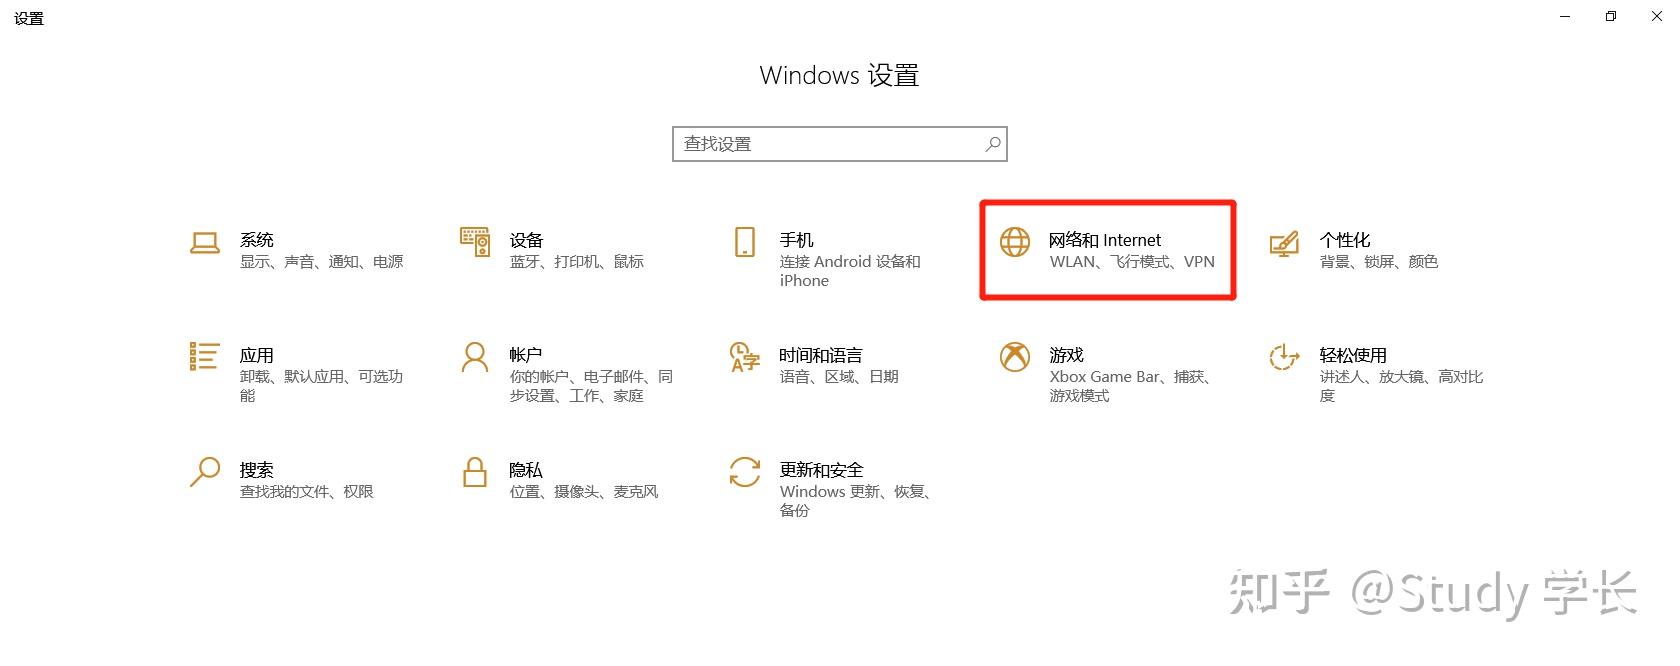 设置
Windows 设置
查找设置
系统
显示、声音、通知、电源
设备
蓝牙、打印机、鼠标
手机
连接 Android 设备和
iPhone
网络和 Internet
WLAN、飞行模式、VPN
个性化
背景、锁屏、颜色
应用
卸载、默认应用、可选功
能
帐户
你的帐户、电子邮件、同
步设置、工作、家庭
时间和语言
语音、区域、日期
游戏
Xbox Game Bar、捕获、
游戏模式
轻松使用
讲述人、放大镜、高对比
度
搜索
查找我的文件、权限
隐私
位置、摄像头、麦克风
更新和安全
Windows 更新、恢复、
备份
知乎 @Study 学长